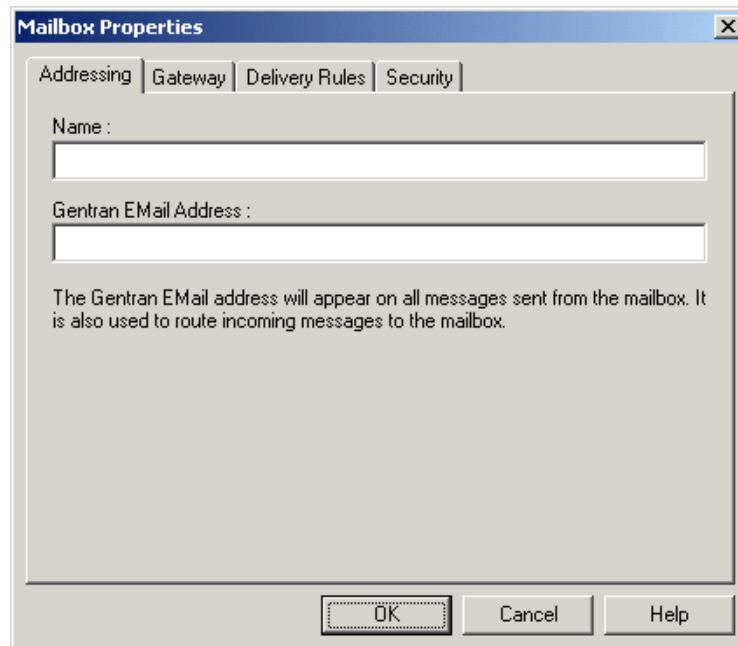 Mailbox Properties
Addressing Gateway Delivery Rules Security
Name :
Gentran EMail Address :
The Gentran EMail address will appear on all messages sent from the mailbox. It
is also used to route incoming messages to the mailbox.
OK Cancel Help